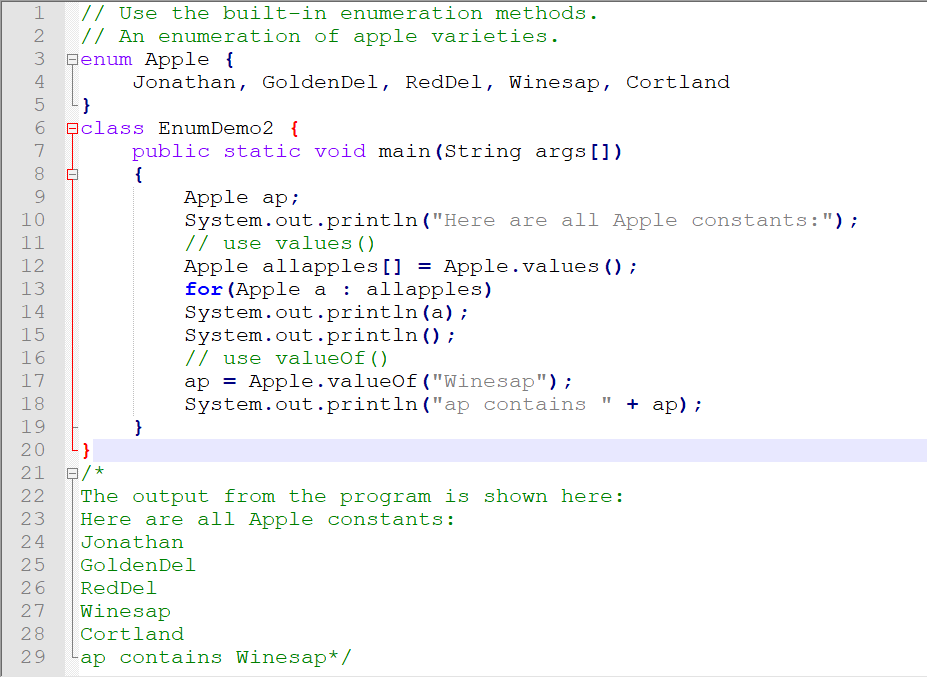 1 // Use the built-in enumeration methods.
2 // An enumeration of apple varieties.
3 enum Apple {
4     Jonathan, GoldenDel, RedDel, Winesap, Cortland
5 }
6 class EnumDemo2 {
7     public static void main(String args[])
8     {
9         Apple ap;
10         System.out.println("Here are all Apple constants:");
11         // use values()
12         Apple allapples[] = Apple.values();
13         for(Apple a : allapples)
14         System.out.println(a);
15         System.out.println();
16         // use valueOf()
17         ap = Apple.valueOf("Winesap");
18         System.out.println("ap contains " + ap);
19     }
20 }
21 /*
22 The output from the program is shown here:
23 Here are all Apple constants:
24 Jonathan
25 GoldenDel
26 RedDel
27 Winesap
28 Cortland
29 ap contains Winesap*/